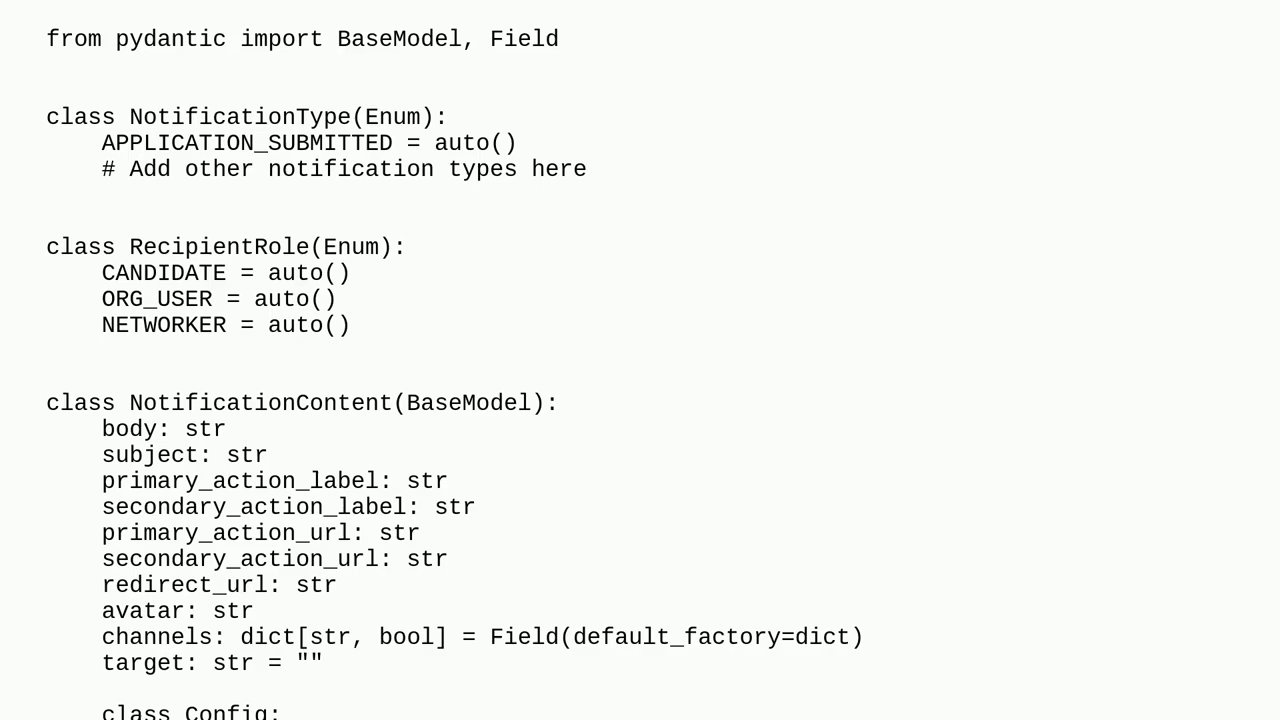 from pydantic import BaseModel, Field
class NotificationType(Enum):
    APPLICATION_SUBMITTED = auto()
    # Add other notification types here
class RecipientRole(Enum):
    CANDIDATE = auto()
    ORG_USER = auto()
    NETWORKER = auto()
class NotificationContent(BaseModel):
    body: str
    subject: str
    primary_action_label: str
    secondary_action_label: str
    primary_action_url: str
    secondary_action_url: str
    redirect_url: str
    avatar: str
    channels: dict[str, bool] = Field(default_factory=dict)
    target: str = ""
    class Config: